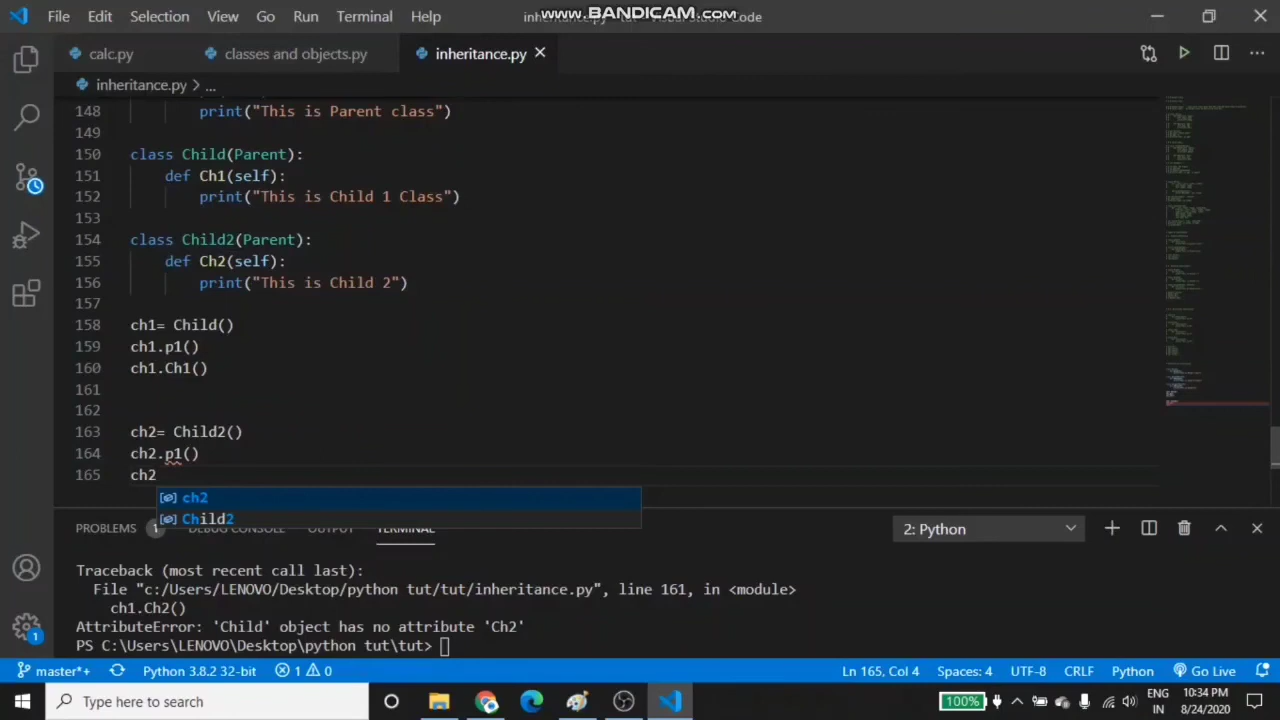 www.BANDICAM.com
File Edit Selection View Go Run Terminal Help
calc.py classes and objects.py inheritance.py
inheritance.py > ...
148 print("This is Parent class")
149
150 class Child(Parent):
151 def Ch1(self):
152 print("This is Child 1 Class")
153
154 class Child2(Parent):
155 def Ch2(self):
156 print("This is Child 2")
157
158 ch1= Child()
159 ch1.p1()
160 ch1.Ch1()
161
162
163 ch2= Child2()
164 ch2.p1()
165 ch2
ch2
Child2
PROBLEMS 1 DEBUG CONSOLE OUTPUT TERMINAL 2: Python
Traceback (most recent call last):
File "c:/Users/LENOVO/Desktop/python tut/tut/inheritance.py", line 161, in <module>
ch1.Ch2()
AttributeError: 'Child' object has no attribute 'Ch2'
PS C:\Users\LENOVO\Desktop\python tut\tut>
master*+ Python 3.8.2 32-bit 1 0 Ln 165, Col 4 Spaces: 4 UTF-8 CRLF Python Go Live
Type here to search 100% ENG 10:34 PM
IN 8/24/2020